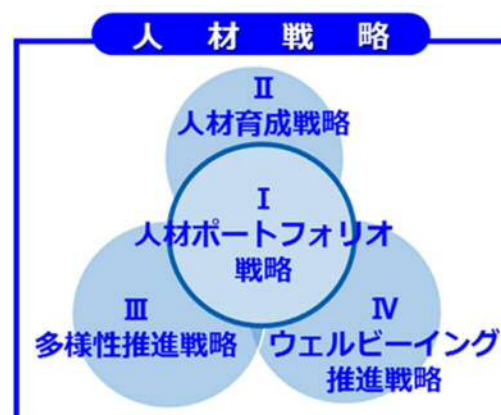 人材戦略
Ⅱ
人材育成戦略
Ⅰ
人材ポートフォリオ
戦略
Ⅲ
多様性推進戦略
Ⅳ
ウェルビーイング
推進戦略